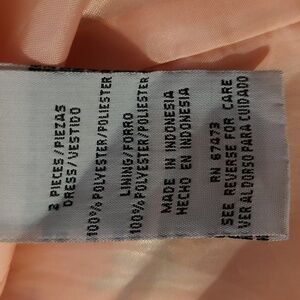 2 PIECES/PIEZAS
DRESS/VESTIDO
100% POLYESTER/POLIESTER
LINING/FORRO
100% POLYESTER/POLIESTER
MADE IN INDONESIA
HECHO EN INDONESIA
RN 67473
SEE REVERSE FOR CARE
VER AL DORSO PARA CUIDADO